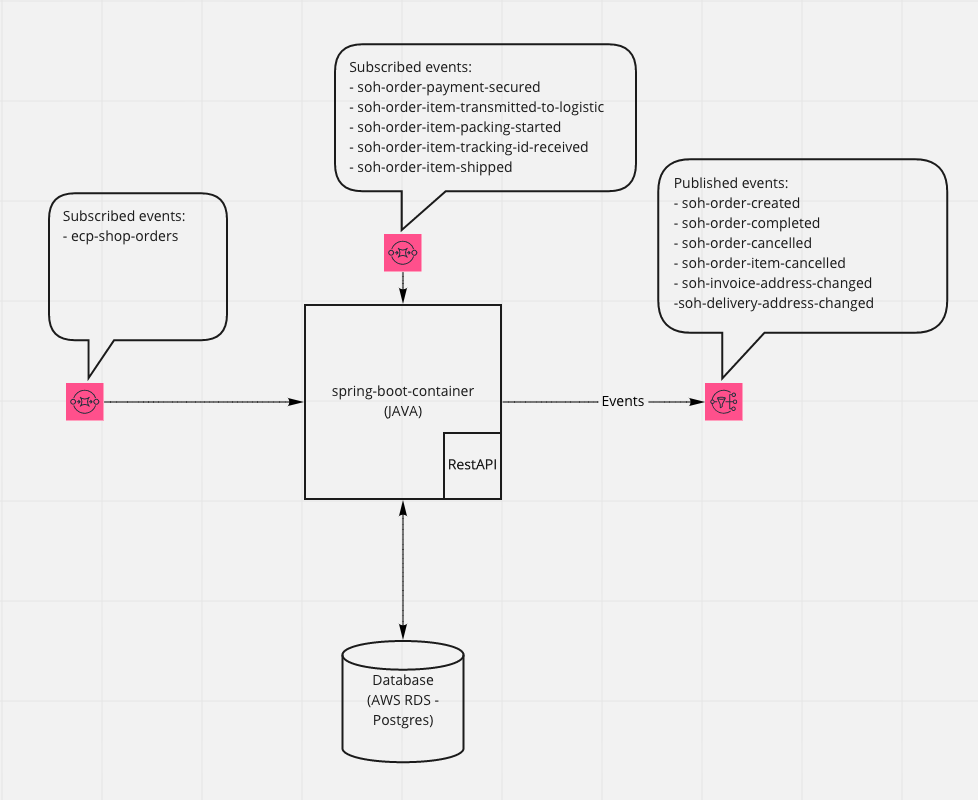 Subscribed events:
- soh-order-payment-secured
- soh-order-item-transmitted-to-logistic
- soh-order-item-packing-started
- soh-order-item-tracking-id-received
- soh-order-item-shipped
Subscribed events:
- ecp-shop-orders
Published events:
- soh-order-created
- soh-order-completed
- soh-order-cancelled
- soh-order-item-cancelled
- soh-invoice-address-changed
-soh-delivery-address-changed
spring-boot-container
(JAVA)
RestAPI
Events
Database
(AWS RDS -
Postgres)